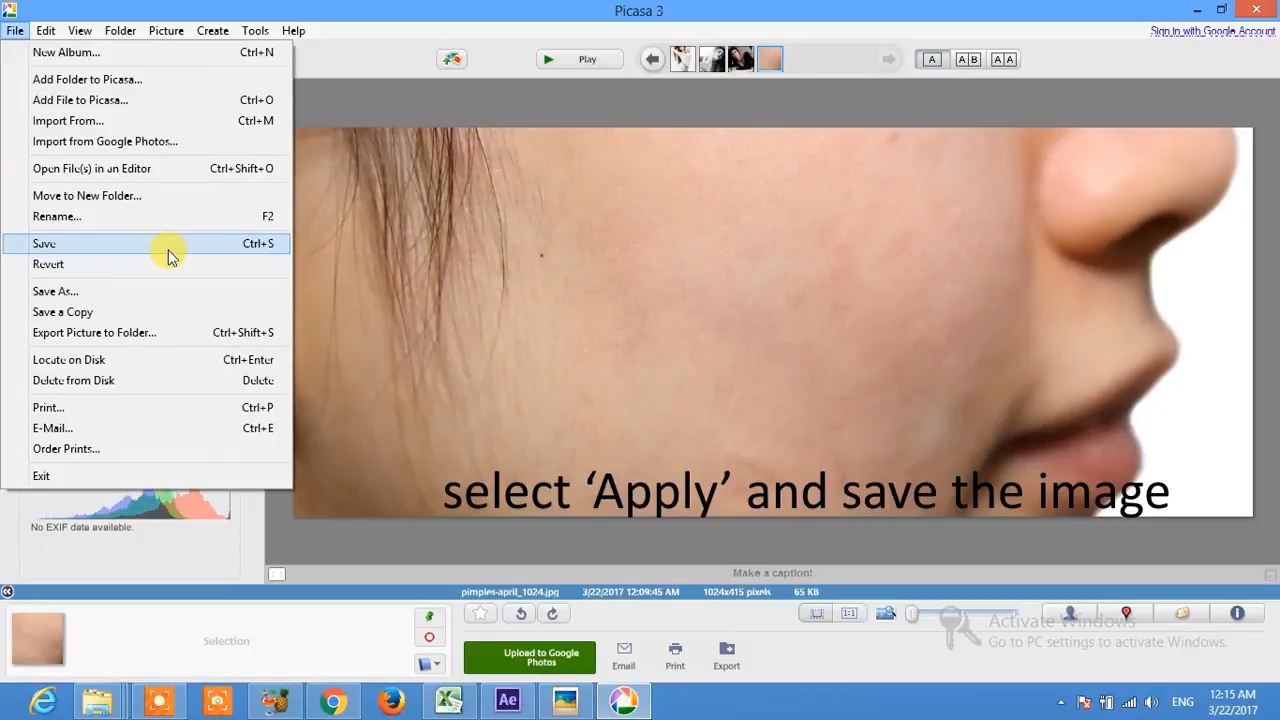 Picasa 3
File Edit View Folder Picture Create Tools Help
Sign In with Google Account
New Album... Ctrl+N
Add Folder to Picasa...
Add File to Picasa... Ctrl+O
Import From... Ctrl+M
Import from Google Photos...
Open File(s) in an Editor Ctrl+Shift+O
Move to New Folder...
Rename... F2
Save Ctrl+S
Revert
Save As...
Save a Copy
Export Picture to Folder... Ctrl+Shift+S
Locate on Disk Ctrl+Enter
Delete from Disk Delete
Print... Ctrl+P
E-Mail... Ctrl+E
Order Prints...
Exit
Play
A AB AA
select ‘Apply’ and save the image
No EXIF data available.
Make a caption!
pimples-april_1024.jpg 3/22/2017 12:09:45 AM 1024x415 pixels 65 KB
Selection
1:1
Upload to Google
Photos
Email Print Export
Activate Windows
Go to PC settings to activate Windows.
Ae
ENG
12:15 AM
3/22/2017